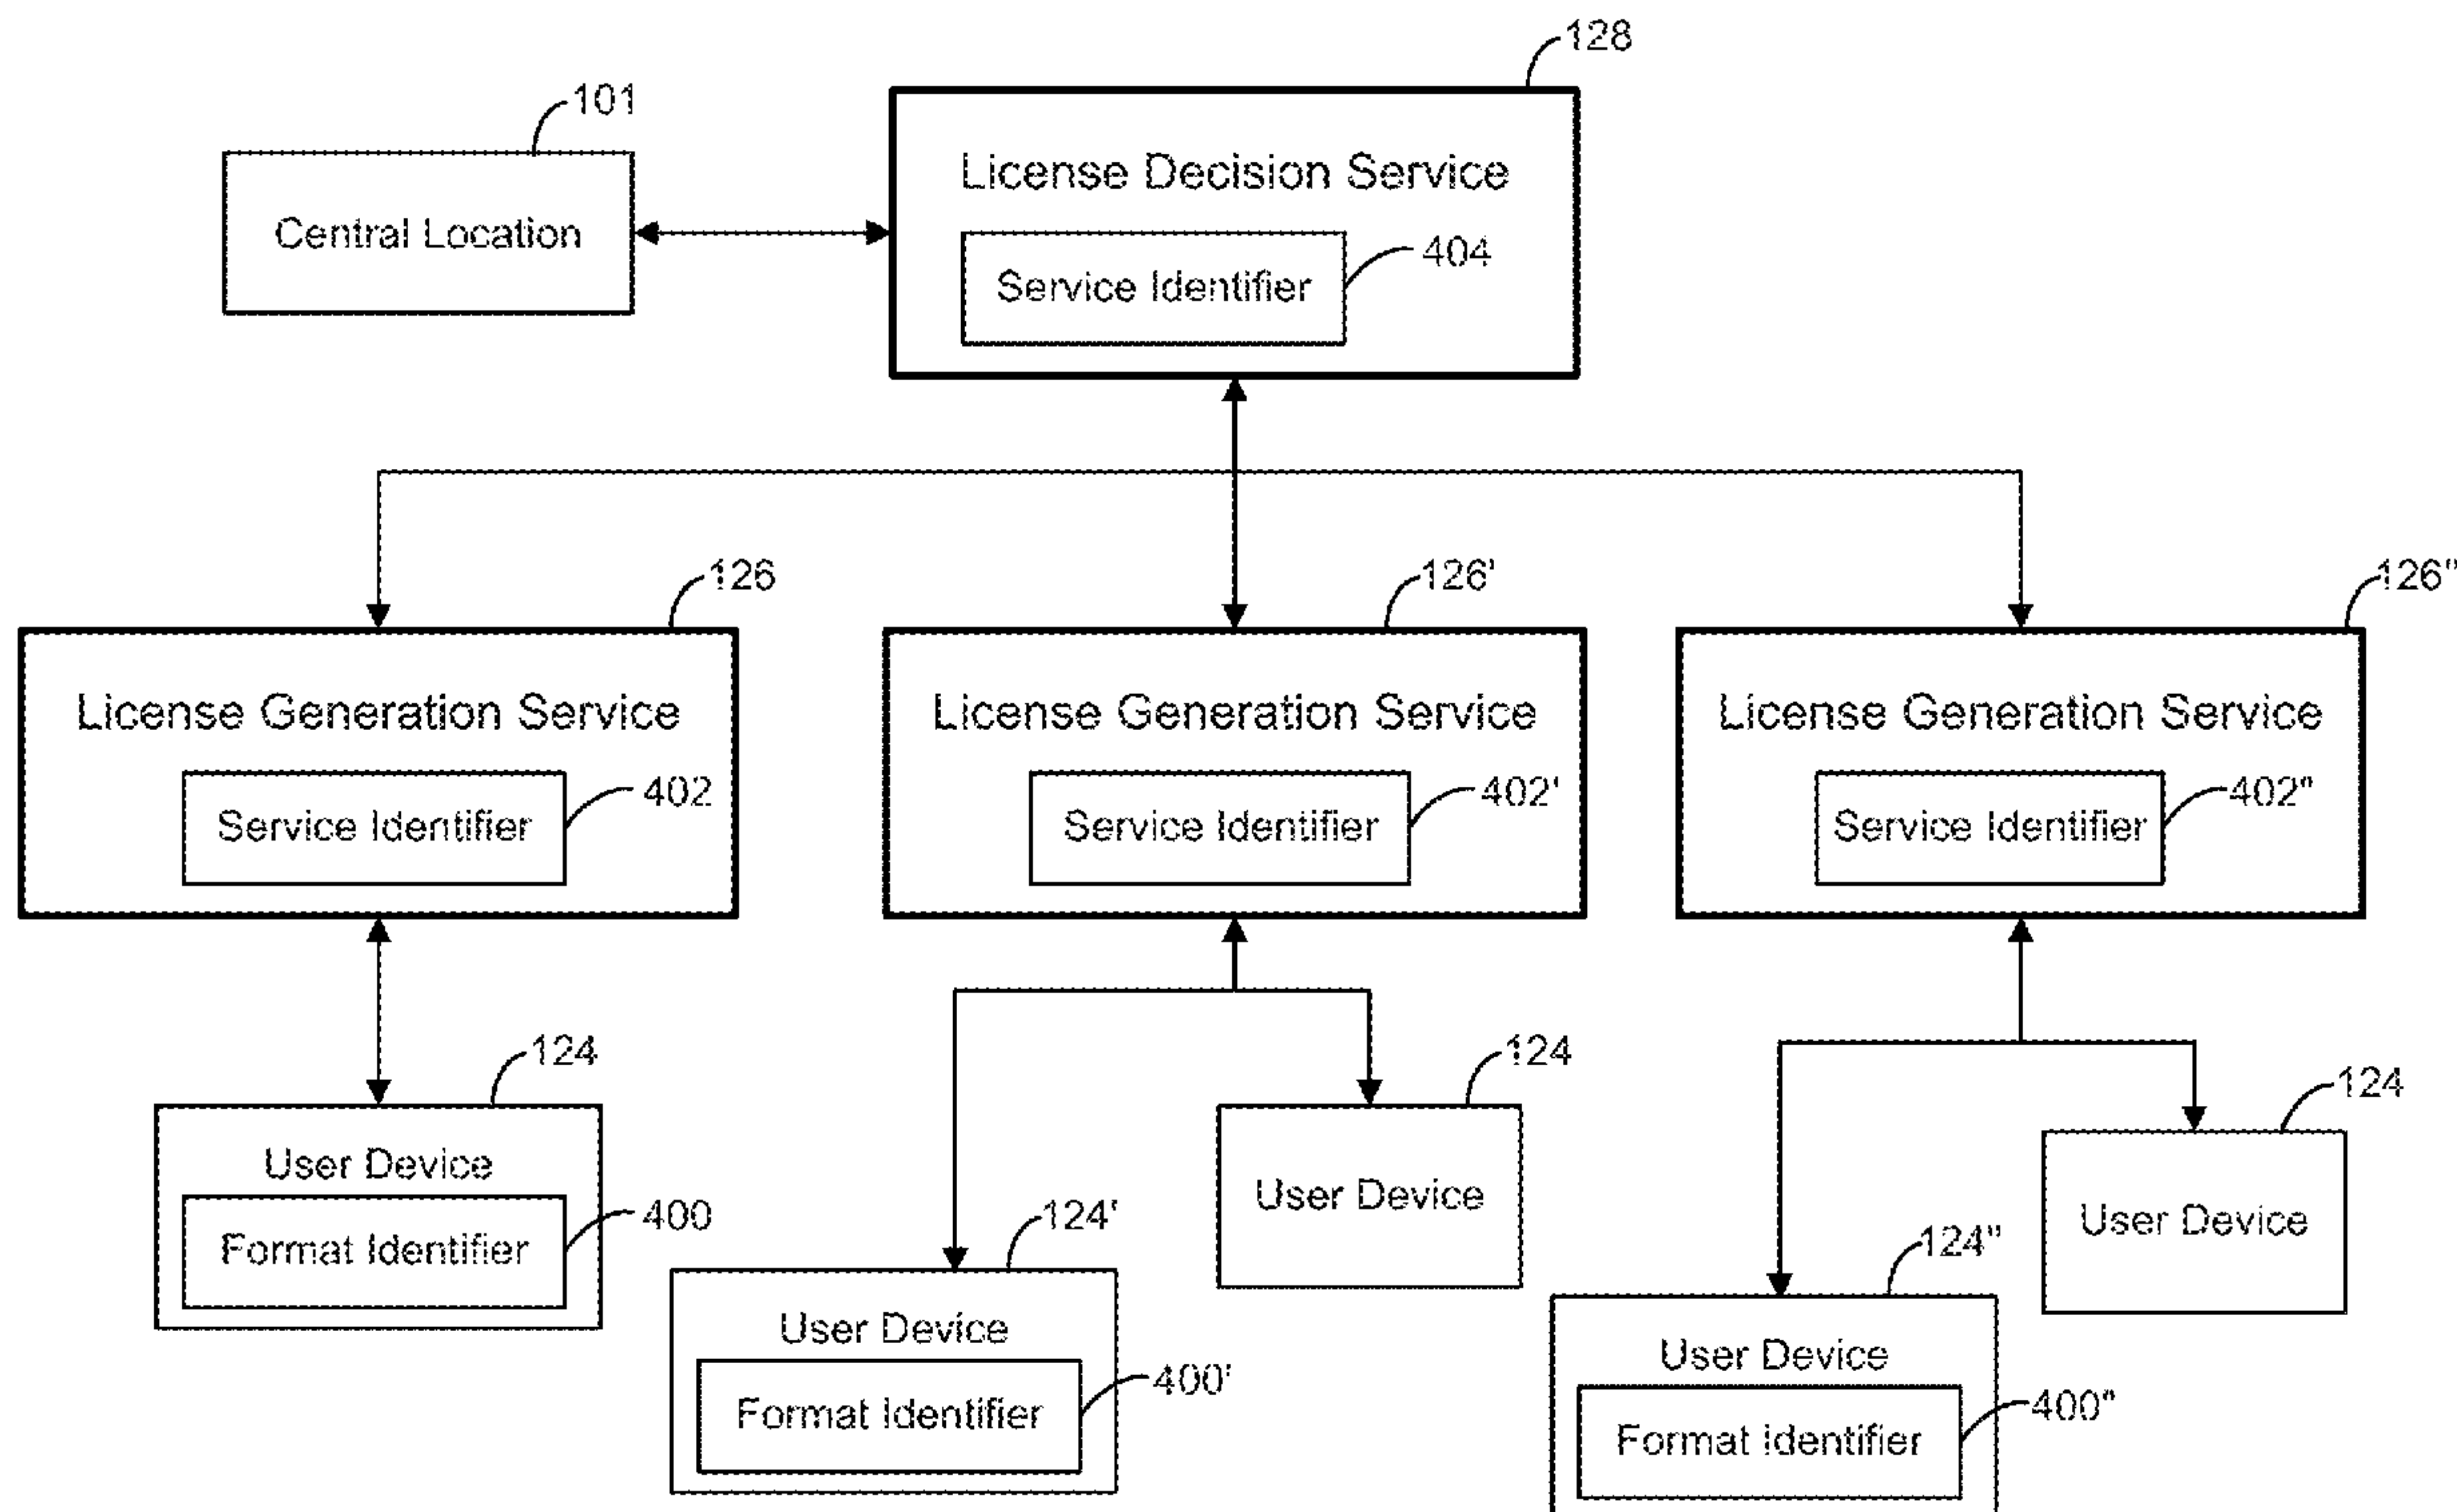 128
101
License Decision Service
Central Location
404
Service Identifier
126
126'
126"
License Generation Service
License Generation Service
License Generation Service
402
402'
402"
Service Identifier
Service Identifier
Service Identifier
124
124
124
User Device
User Device
User Device
400
124'
124"
Format Identifier
User Device
User Device
400'
400"
Format Identifier
Format Identifier